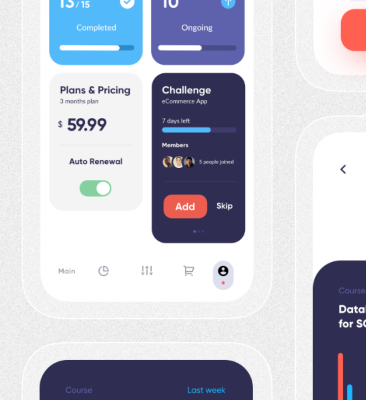 13 / 15
10
Completed
Ongoing
Plans & Pricing
3 months plan
$ 59.99
Auto Renewal
Challenge
eCommerce App
7 days left
Members
5 people joined
Add
Skip
Main
Course
Last week
Course
Data
for SC